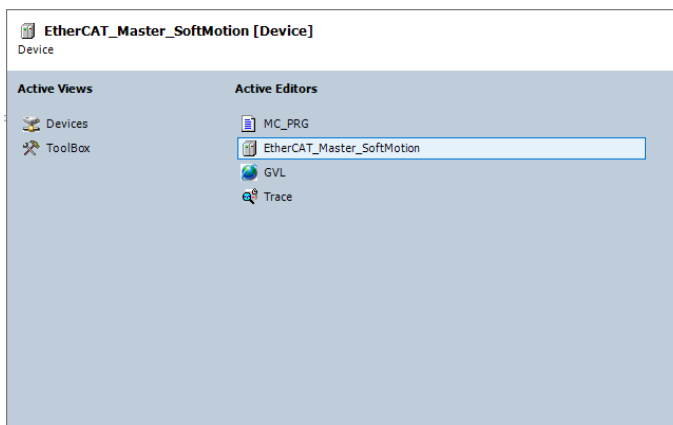 EtherCAT_Master_SoftMotion [Device]
Device
Active Views
Active Editors
Devices
MC_PRG
ToolBox
EtherCAT_Master_SoftMotion
GVL
Trace